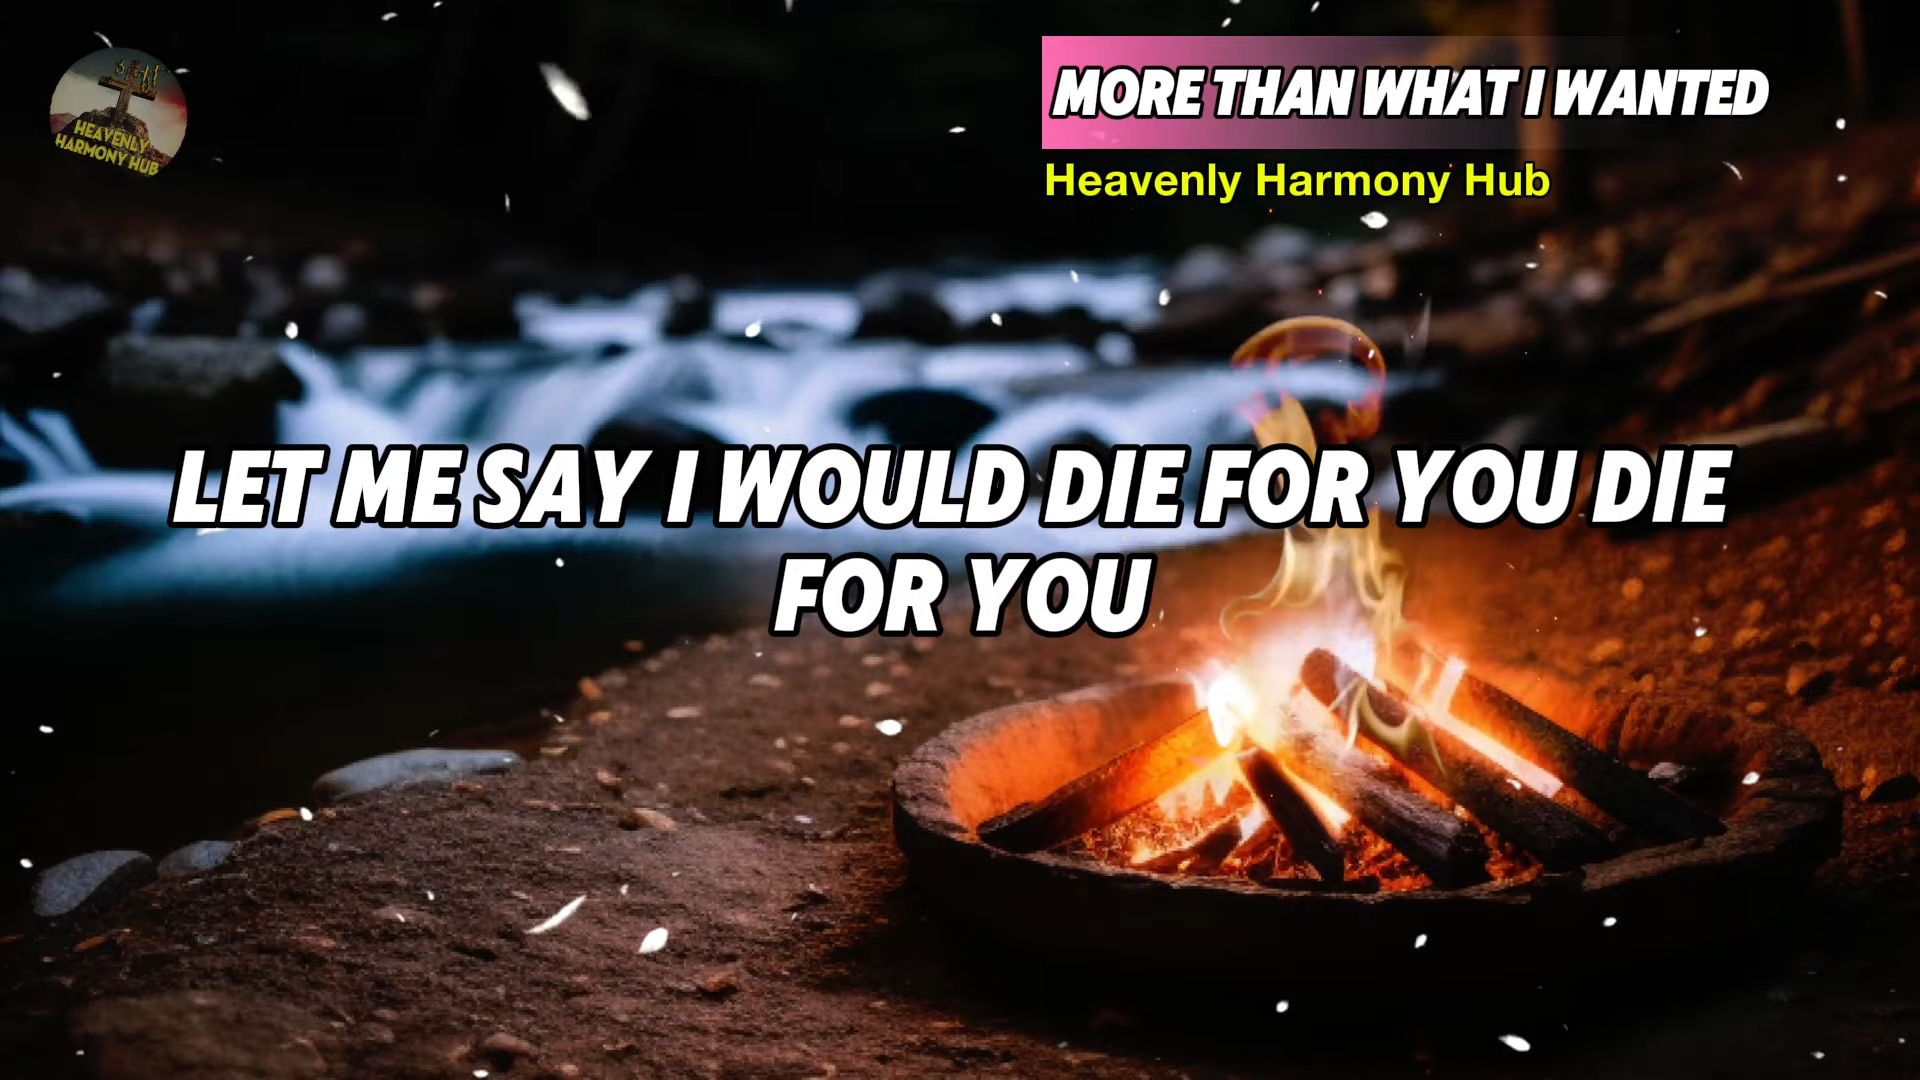 HEAVENLY
HARMONY HUB
MORE THAN WHAT I WANTED
Heavenly Harmony Hub
LET ME SAY I WOULD DIE FOR YOU DIE
FOR YOU